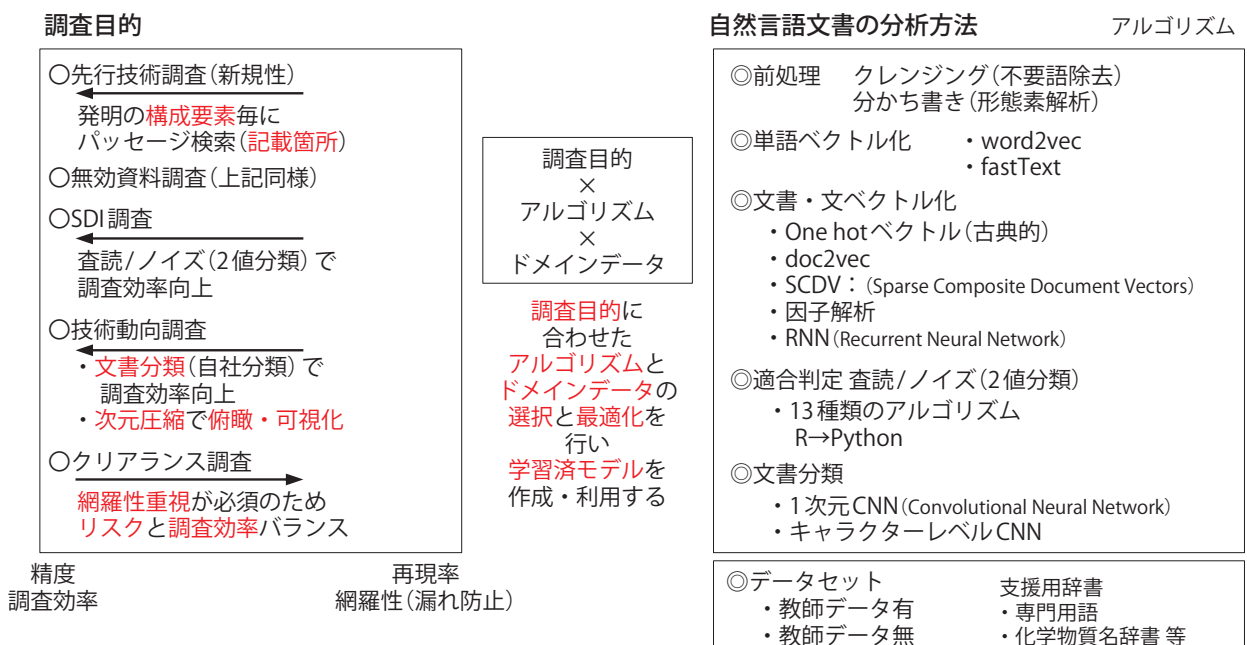 調査目的
〇先行技術調査(新規性)
発明の構成要素毎に
パッセージ検索(記載箇所)
〇無効資料調査(上記同様)
〇SDI調査
査読/ノイズ(2値分類)で
調査効率向上
〇技術動向調査
・文書分類(自社分類)で
調査効率向上
・次元圧縮で俯瞰・可視化
〇クリアランス調査
網羅性重視が必須のため
リスクと調査効率バランス
精度
調査効率
再現率
網羅性(漏れ防止)
調査目的
×
アルゴリズム
×
ドメインデータ
調査目的に
合わせた
アルゴリズムと
ドメインデータの
選択と最適化を
行い
学習済モデルを
作成・利用する
自然言語文書の分析方法 アルゴリズム
◎前処理 クレンジング(不要語除去)
分かち書き(形態素解析)
◎単語ベクトル化 ・word2vec
・fastText
◎文書・文ベクトル化
・One hotベクトル(古典的)
・doc2vec
・SCDV:(Sparse Composite Document Vectors)
・因子解析
・RNN(Recurrent Neural Network)
◎適合判定 査読/ノイズ(2値分類)
・13種類のアルゴリズム
R→Python
◎文書分類
・1次元CNN(Convolutional Neural Network)
・キャラクターレベルCNN
◎データセット
・教師データ有
・教師データ無
支援用辞書
・専門用語
・化学物質名辞書 等